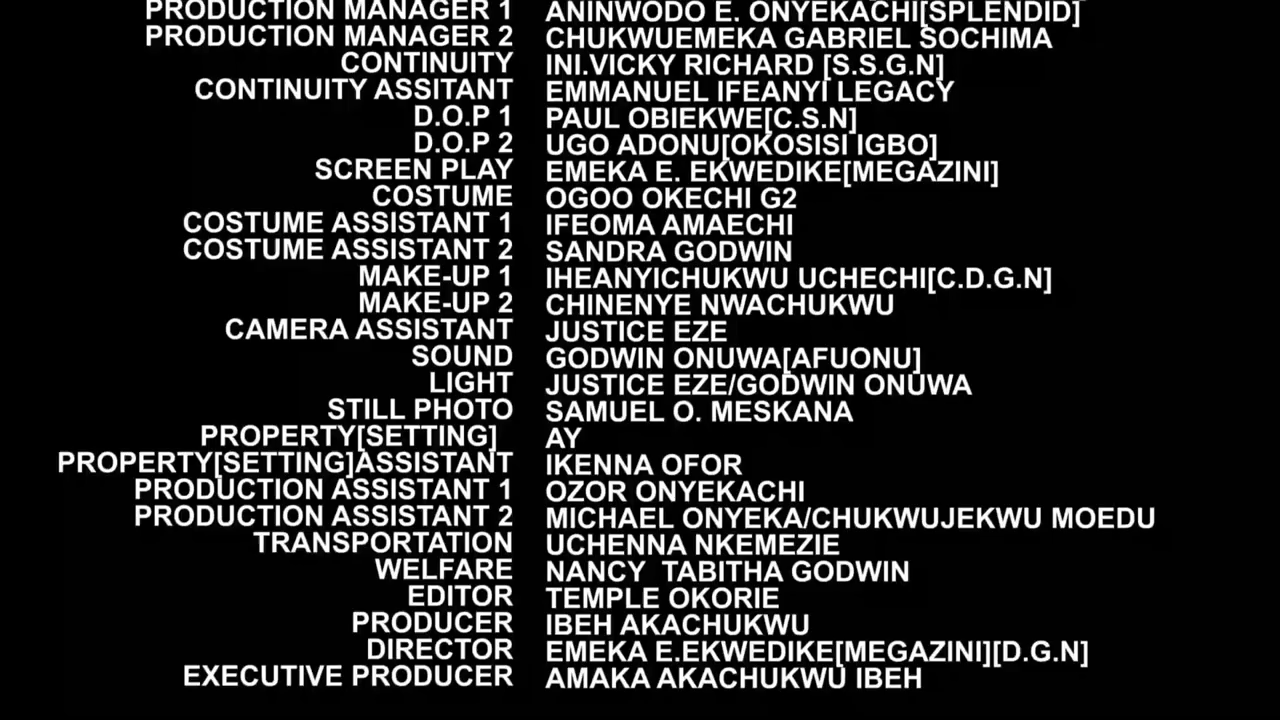 PRODUCTION MANAGER 1 ANINWODO E. ONYEKACHI[SPLENDID]
PRODUCTION MANAGER 2 CHUKWUEMEKA GABRIEL SOCHIMA
CONTINUITY INI.VICKY RICHARD [S.S.G.N]
CONTINUITY ASSITANT EMMANUEL IFEANYI LEGACY
D.O.P 1 PAUL OBIEKWE[C.S.N]
D.O.P 2 UGO ADONU[OKOSISI IGBO]
SCREEN PLAY EMEKA E. EKWEDIKE[MEGAZINI]
COSTUME OGOO OKECHI G2
COSTUME ASSISTANT 1 IFEOMA AMAECHI
COSTUME ASSISTANT 2 SANDRA GODWIN
MAKE-UP 1 IHEANYICHUKWU UCHECHI[C.D.G.N]
MAKE-UP 2 CHINENYE NWACHUKWU
CAMERA ASSISTANT JUSTICE EZE
SOUND GODWIN ONUWA[AFUONU]
LIGHT JUSTICE EZE/GODWIN ONUWA
STILL PHOTO SAMUEL O. MESKANA
PROPERTY[SETTING] AY
PROPERTY[SETTING]ASSISTANT IKENNA OFOR
PRODUCTION ASSISTANT 1 OZOR ONYEKACHI
PRODUCTION ASSISTANT 2 MICHAEL ONYEKA/CHUKWUJEKWU MOEDU
TRANSPORTATION UCHENNA NKEMEZIE
WELFARE NANCY TABITHA GODWIN
EDITOR TEMPLE OKORIE
PRODUCER IBEH AKACHUKWU
DIRECTOR EMEKA E.EKWEDIKE[MEGAZINI][D.G.N]
EXECUTIVE PRODUCER AMAKA AKACHUKWU IBEH